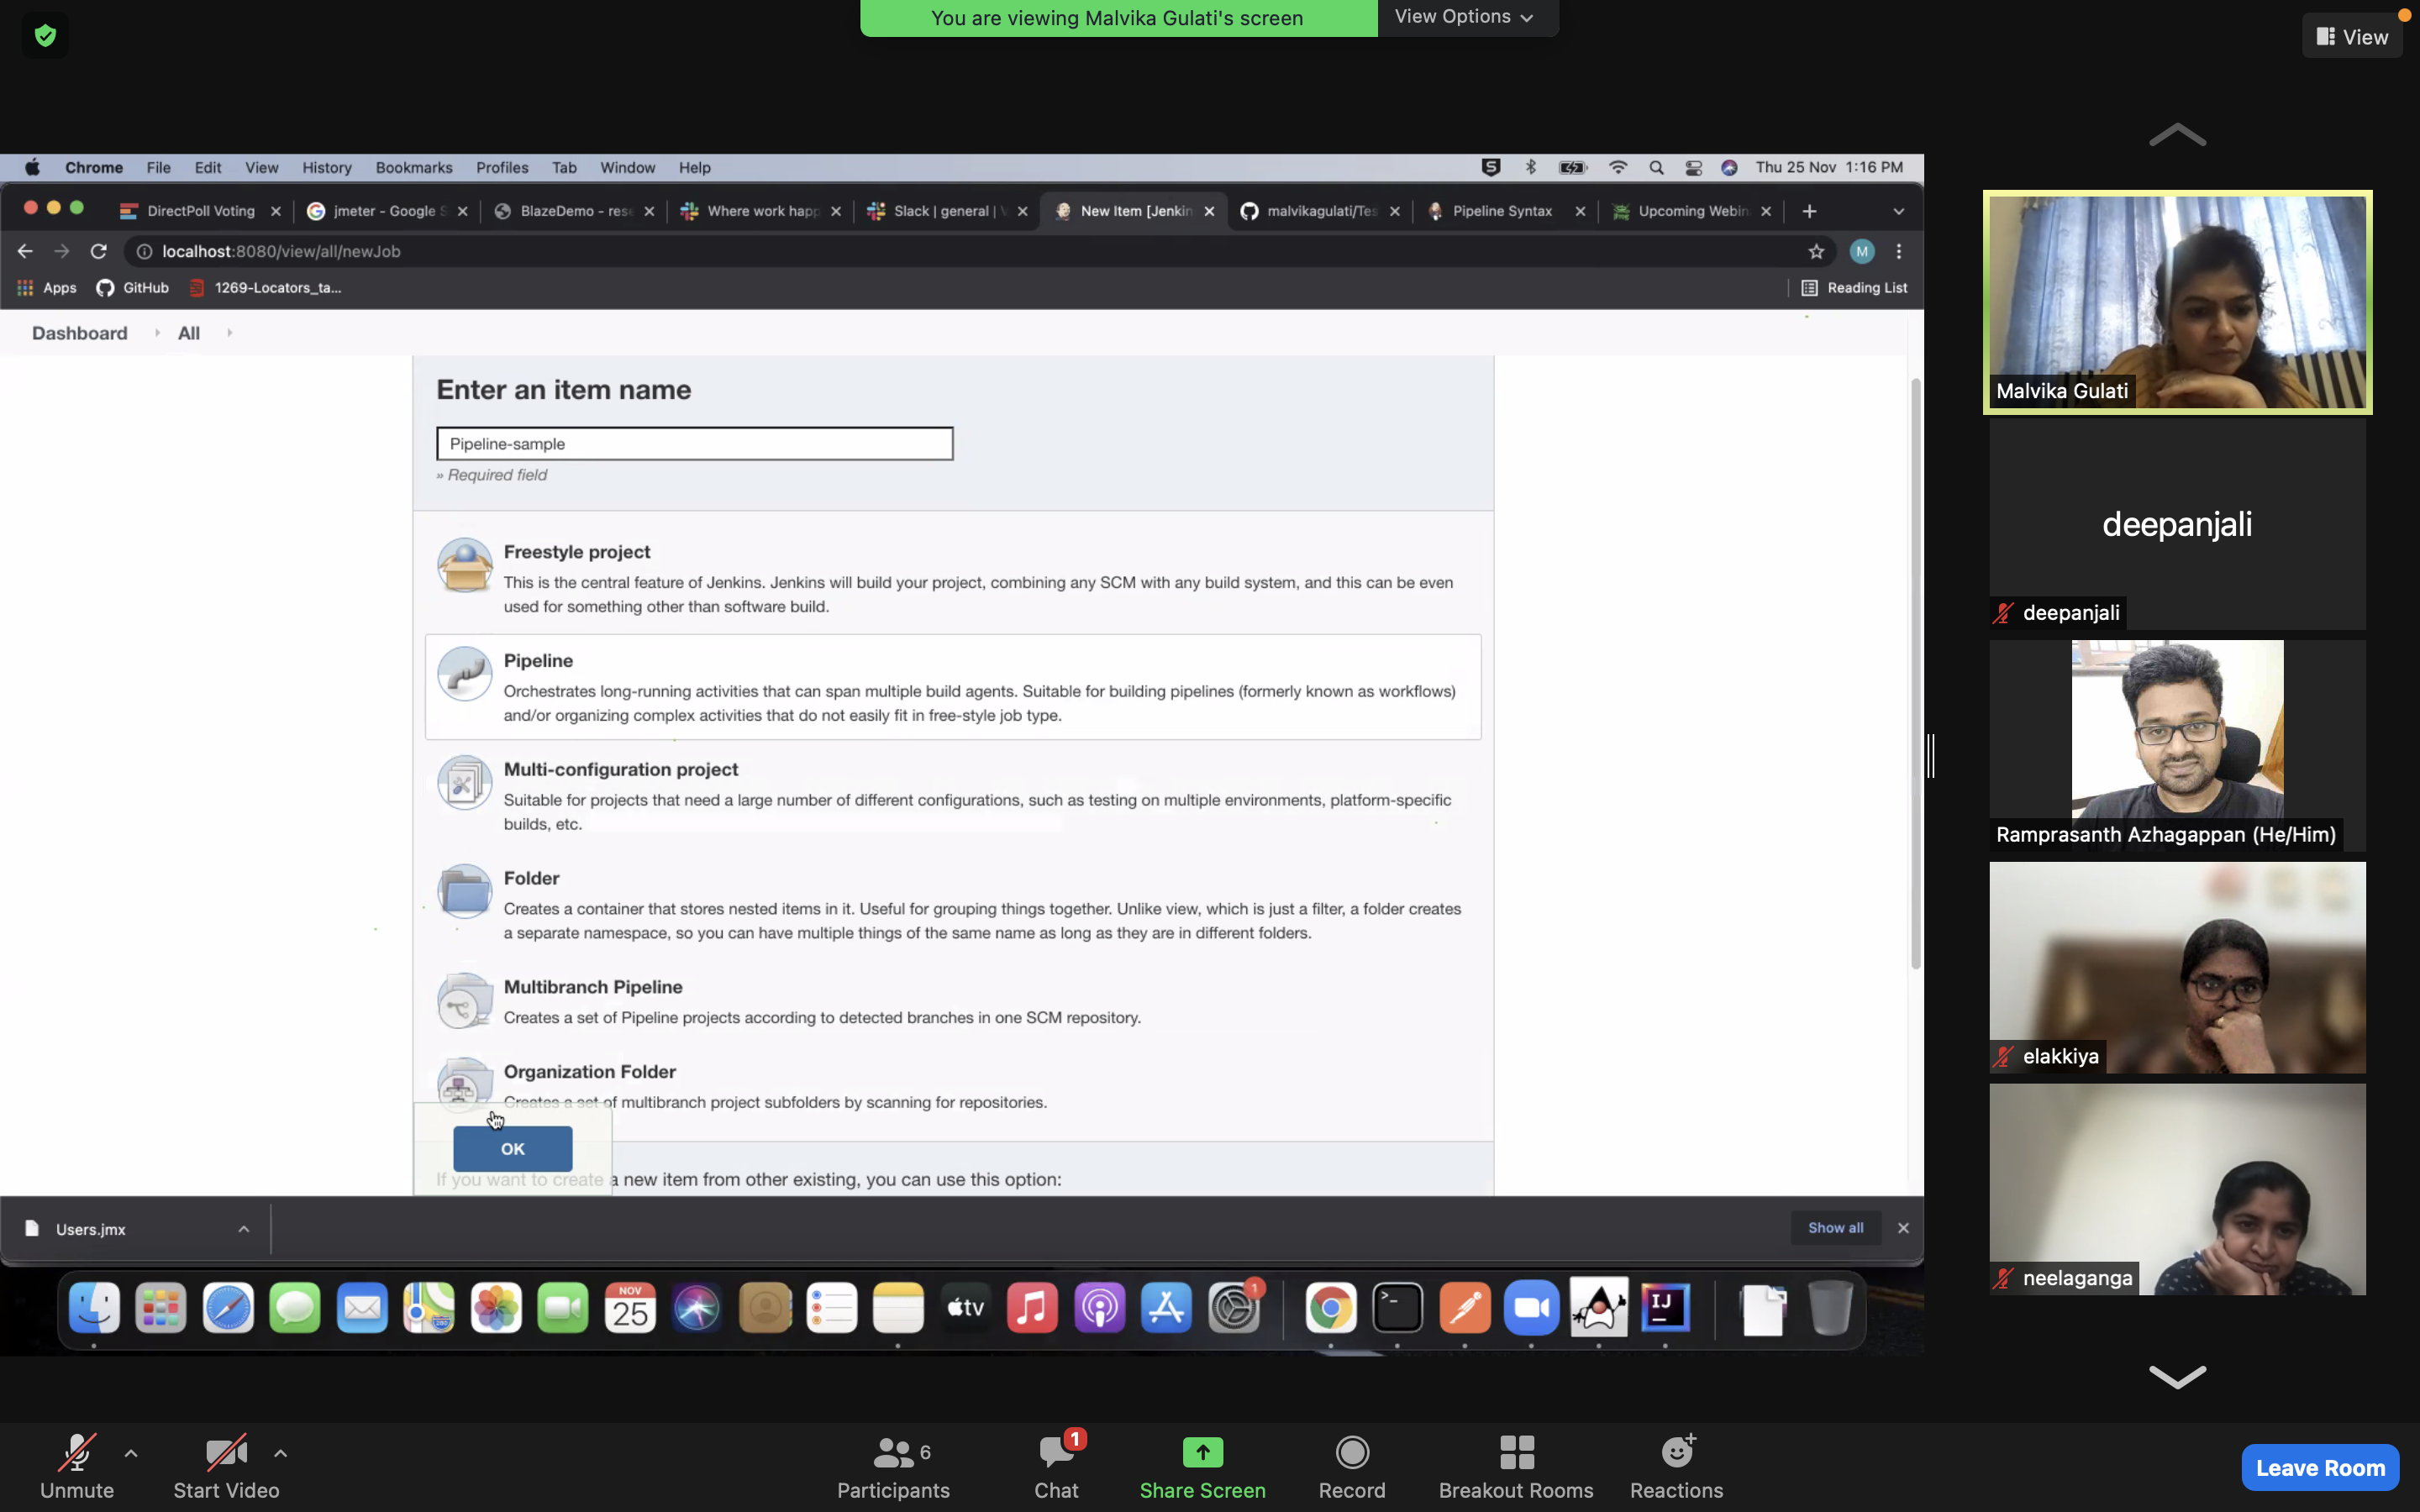 You are viewing Malvika Gulati's screen
View Options
View
Chrome File Edit View History Bookmarks Profiles Tab Window Help
Thu 25 Nov 1:16 PM
DirectPoll Voting
jmeter - Google S
BlazeDemo - rese
Where work happ
Slack | general |
New Item [Jenkin
malvikagulati/Tes
Pipeline Syntax
Upcoming Webin
localhost:8080/view/all/newJob
M
Apps
GitHub
1269-Locators_ta...
Reading List
Dashboard
All
Enter an item name
Pipeline-sample
» Required field
Freestyle project
This is the central feature of Jenkins. Jenkins will build your project, combining any SCM with any build system, and this can be even
used for something other than software build.
Pipeline
Orchestrates long-running activities that can span multiple build agents. Suitable for building pipelines (formerly known as workflows)
and/or organizing complex activities that do not easily fit in free-style job type.
Multi-configuration project
Suitable for projects that need a large number of different configurations, such as testing on multiple environments, platform-specific
builds, etc.
Folder
Creates a container that stores nested items in it. Useful for grouping things together. Unlike view, which is just a filter, a folder creates
a separate namespace, so you can have multiple things of the same name as long as they are in different folders.
Multibranch Pipeline
Creates a set of Pipeline projects according to detected branches in one SCM repository.
Organization Folder
Creates a set of multibranch project subfolders by scanning for repositories.
OK
If you want to create a new item from other existing, you can use this option:
Users.jmx
Show all
NOV
25
tv
1
IJ
Malvika Gulati
deepanjali
deepanjali
Ramprasanth Azhagappan (He/Him)
elakkiya
neelaganga
Unmute
Start Video
6
Participants
1
Chat
Share Screen
Record
Breakout Rooms
Reactions
Leave Room